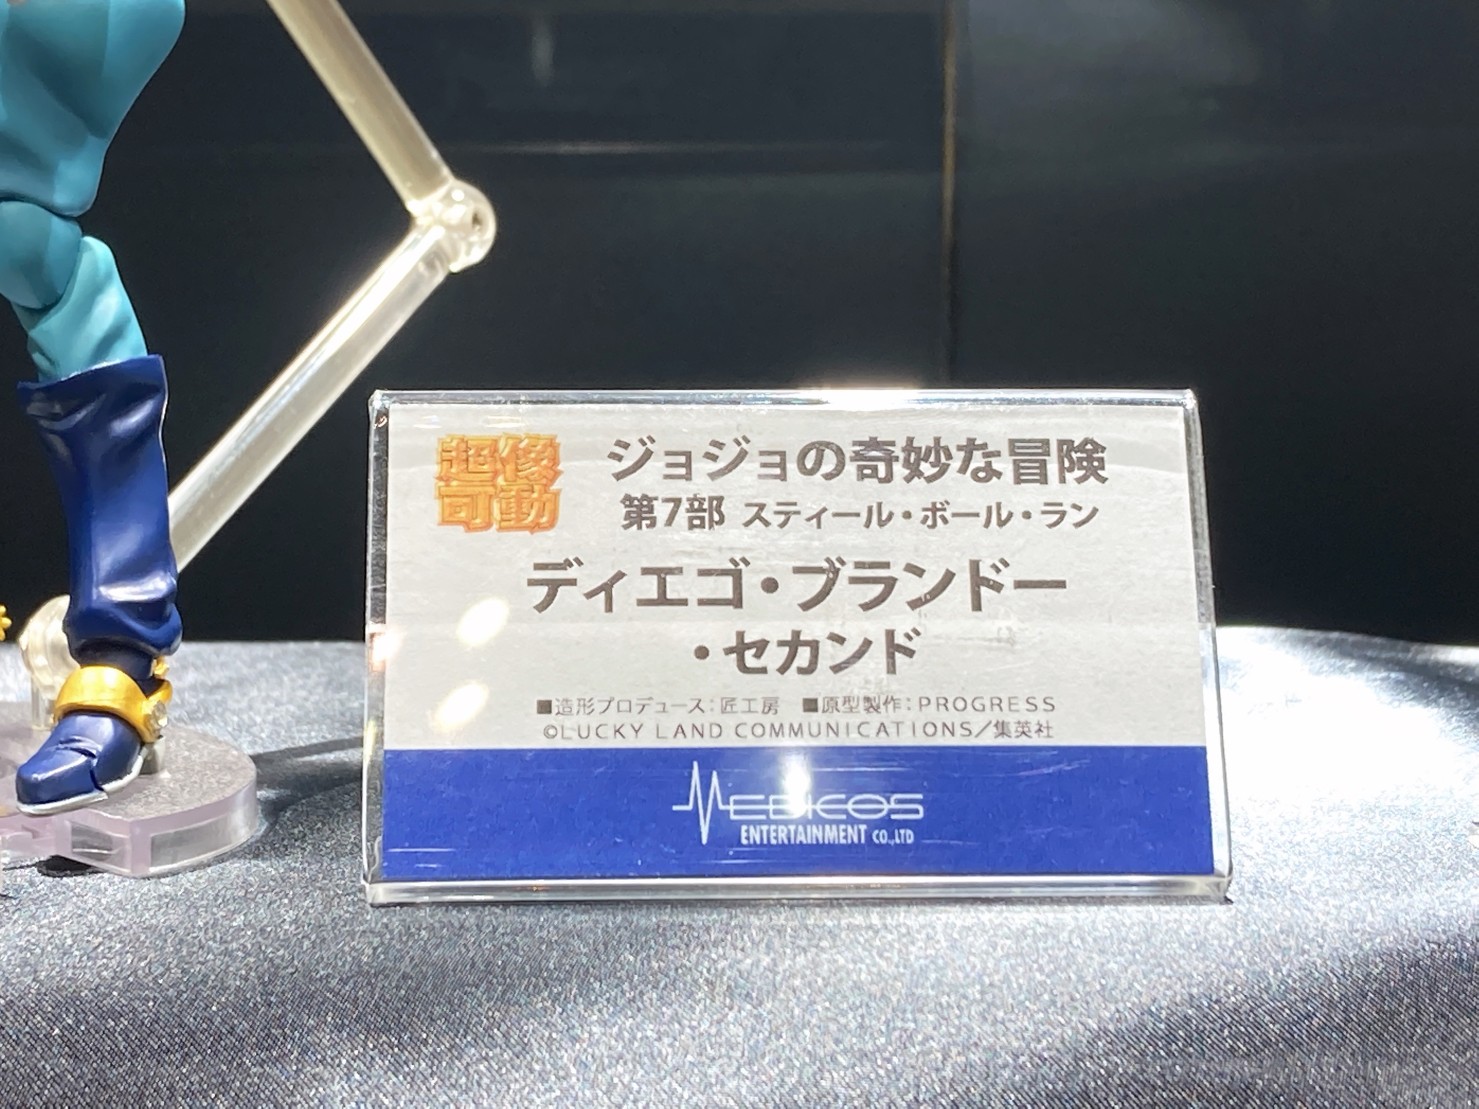 超像可動
ジョジョの奇妙な冒険
第7部 スティール・ボール・ラン
ディエゴ・ブランドー
・セカンド
■造形プロデュース：匠工房 ■原型製作：PROGRESS
©LUCKY LAND COMMUNICATIONS／集英社
MEDICOS
ENTERTAINMENT CO.,LTD